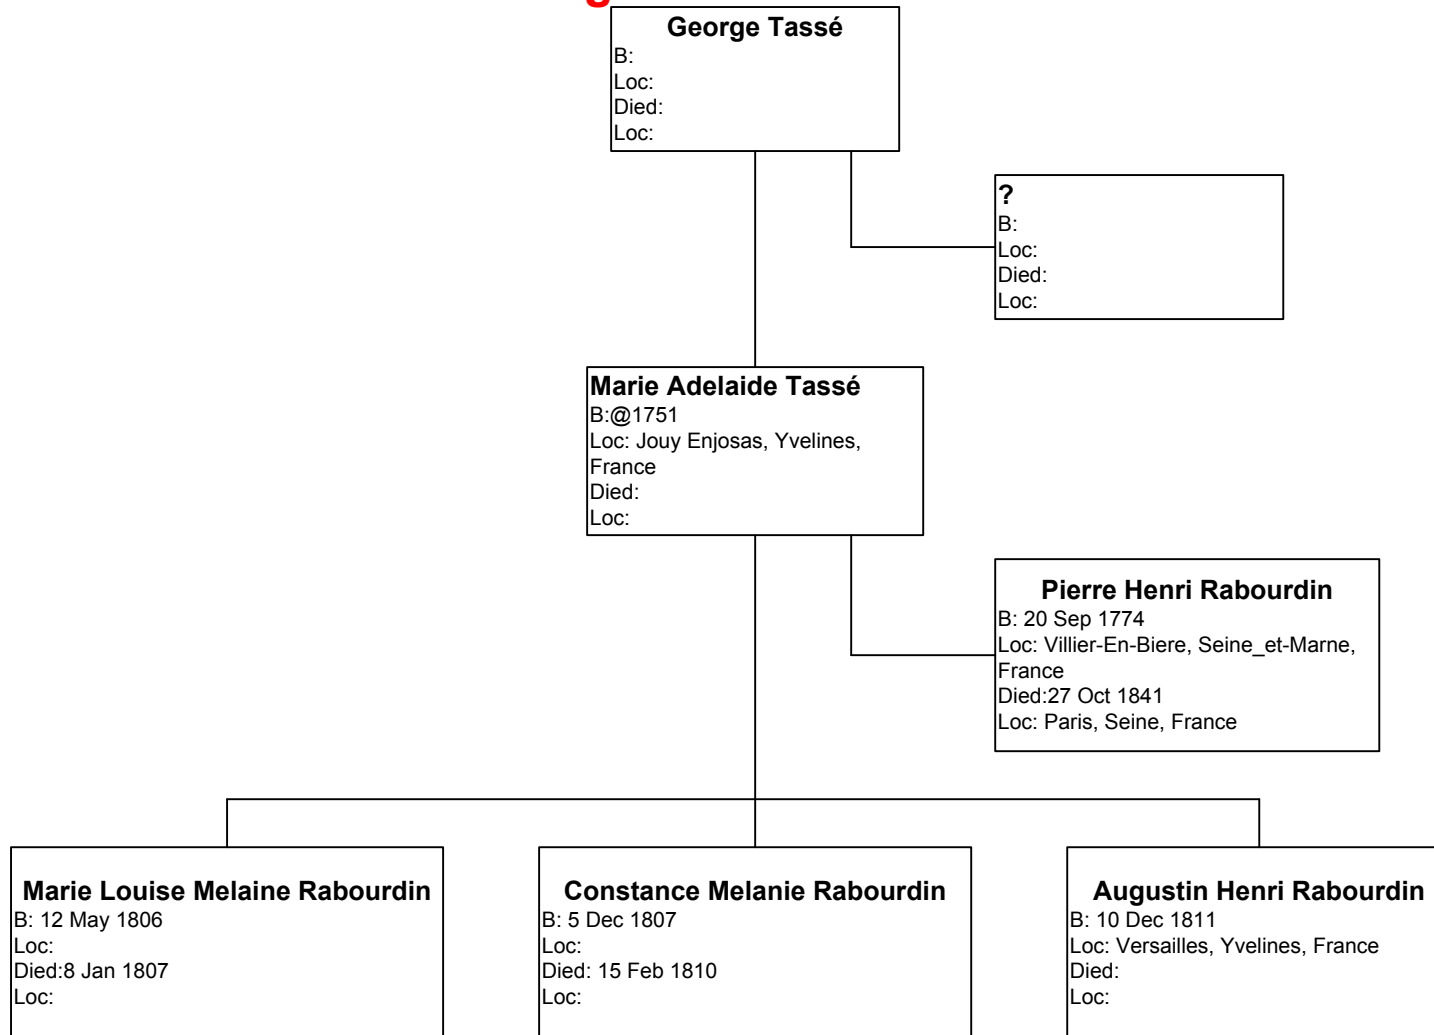 George Tassé
B:
Loc:
Died:
Loc:
?
B:
Loc:
Died:
Loc:
Marie Adelaide Tassé
B:@1751
Loc: Jouy Enjosas, Yvelines,
France
Died:
Loc:
Pierre Henri Rabourdin
B: 20 Sep 1774
Loc: Villier-En-Biere, Seine_et-Marne,
France
Died:27 Oct 1841
Loc: Paris, Seine, France
Marie Louise Melaine Rabourdin
B: 12 May 1806
Loc:
Died:8 Jan 1807
Loc:
Constance Melanie Rabourdin
B: 5 Dec 1807
Loc:
Died: 15 Feb 1810
Loc:
Augustin Henri Rabourdin
B: 10 Dec 1811
Loc: Versailles, Yvelines, France
Died:
Loc: